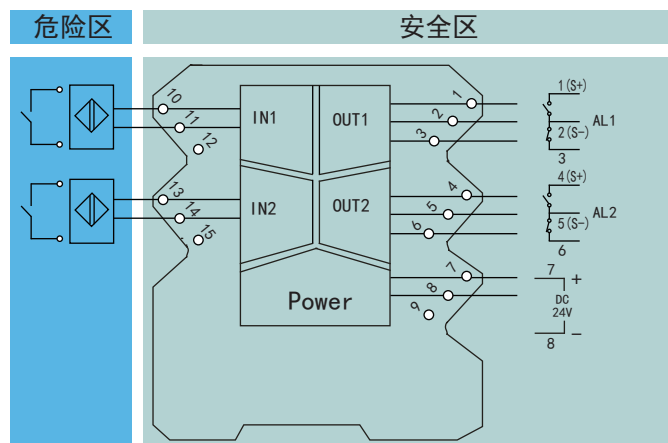 危险区
安全区
10
11
12
IN1
OUT1
1
2
3
1(S+)
2(S-)
3
AL1
13
14
15
IN2
OUT2
4
5
6
4(S+)
5(S-)
6
AL2
Power
7
8
9
7
+
DC
24V
8
−